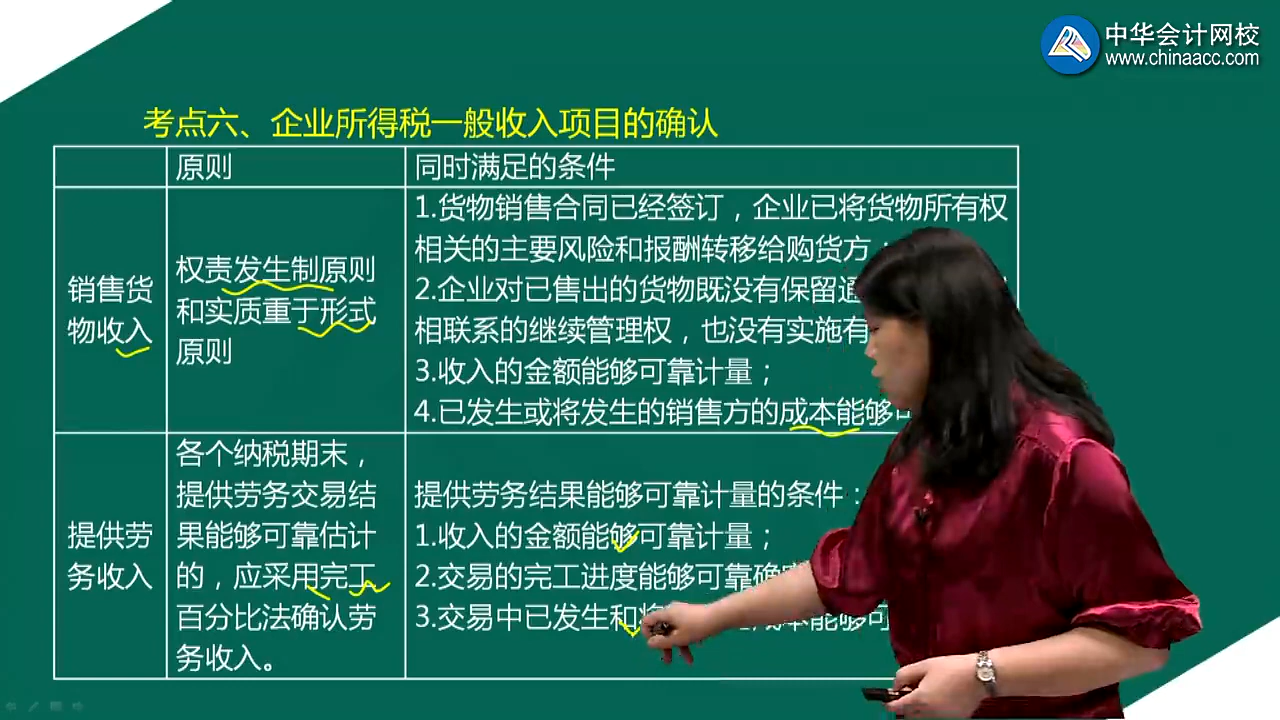 中华会计网校
www.chinaacc.com
考点六、企业所得税一般收入项目的确认
原则
同时满足的条件
销售货
物收入
权责发生制原则
和实质重于形式
原则
1.货物销售合同已经签订，企业已将货物所有权
相关的主要风险和报酬转移给购货方；
2.企业对已售出的货物既没有保留通
相联系的继续管理权，也没有实施有
3.收入的金额能够可靠计量；
4.已发生或将发生的销售方的成本能够可
提供劳
务收入
各个纳税期末，
提供劳务交易结
果能够可靠估计
的，应采用完工
百分比法确认劳
务收入。
提供劳务结果能够可靠计量的条件：
1.收入的金额能够可靠计量；
2.交易的完工进度能够可靠确定
3.交易中已发生和将 成本能够可